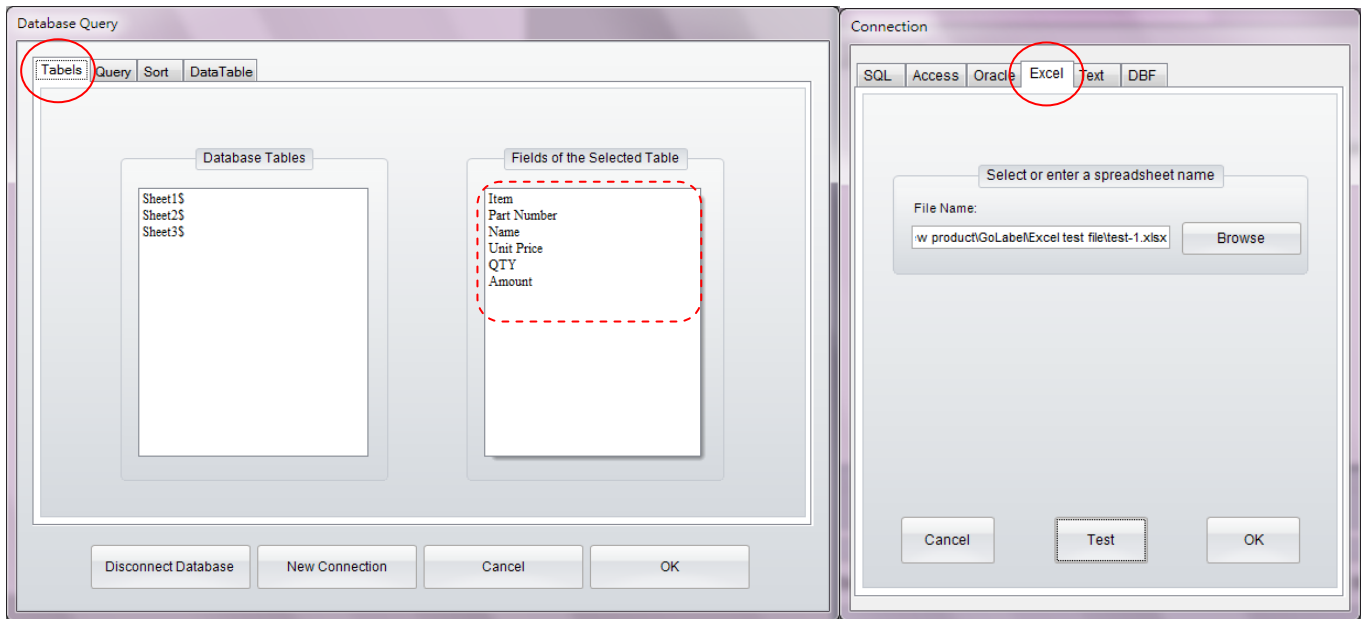 Database Query
Tabels Query Sort DataTable
Database Tables
Sheet1$
Sheet2$
Sheet3$
Fields of the Selected Table
Item
Part Number
Name
Unit Price
QTY
Amount
Disconnect Database New Connection Cancel OK
Connection
SQL Access Oracle Excel Text DBF
Select or enter a spreadsheet name
File Name:
w product\GoLabel\Excel test file\test-1.xlsx Browse
Cancel Test OK